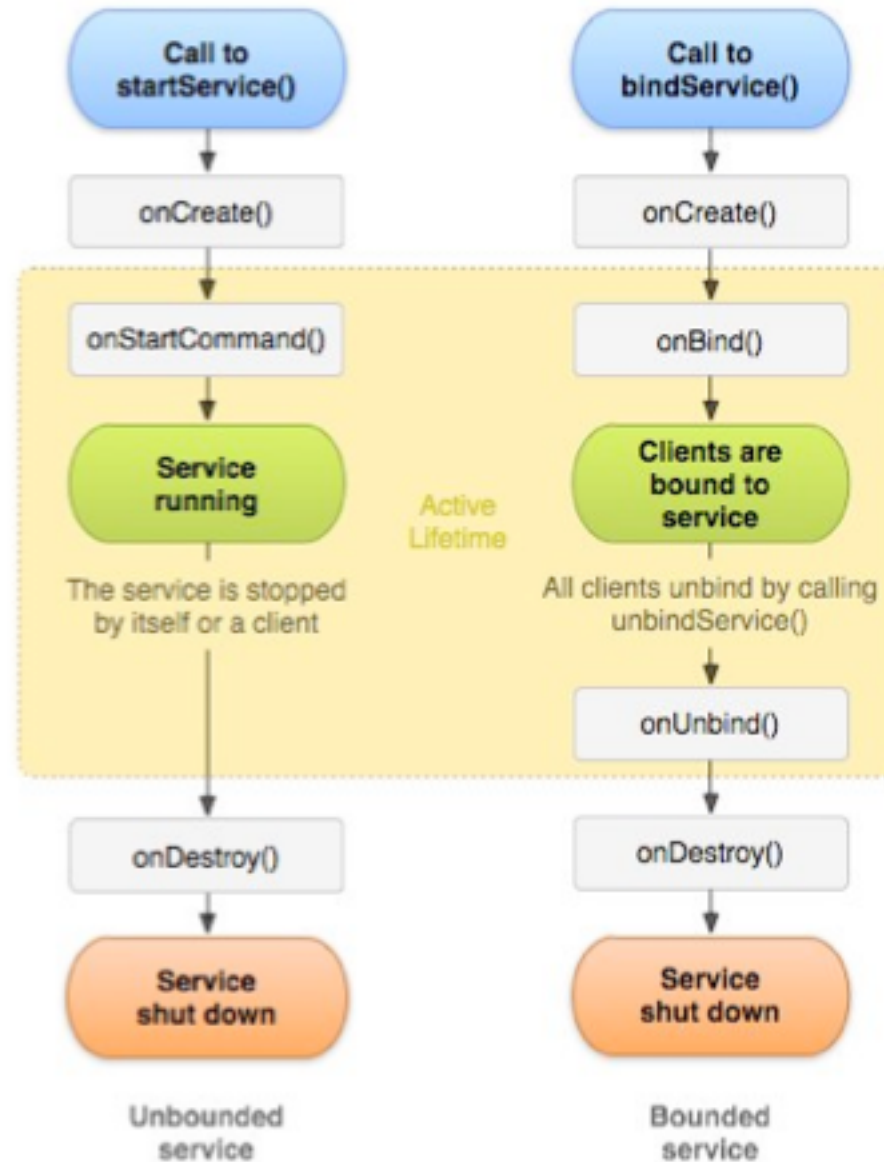 Call to
startService()
onCreate()
onStartCommand()
Service
running
The service is stopped
by itself or a client
onDestroy()
Service
shut down
Unbounded
service
Active
Lifetime
Call to
bindService()
onCreate()
onBind()
Clients are
bound to
service
All clients unbind by calling
unbindService()
onUnbind()
onDestroy()
Service
shut down
Bounded
service